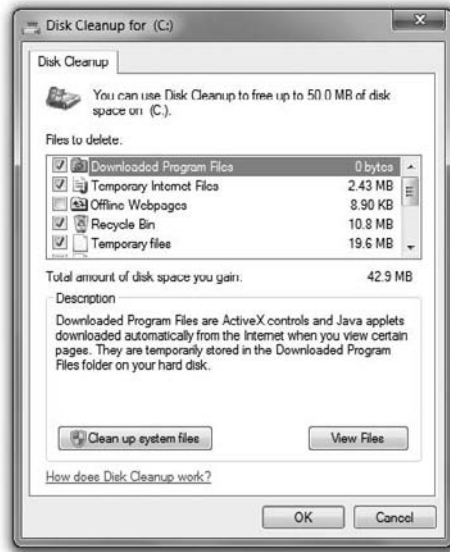 Disk Cleanup for (C:)
Disk Cleanup
You can use Disk Cleanup to free up to 50.0 MB of disk
space on (C:).
Files to delete:
Downloaded Program Files 0 bytes
Temporary Internet Files 2.43 MB
Offline Webpages 8.90 KB
Recycle Bin 10.8 MB
Temporary files 19.6 MB
Total amount of disk space you gain: 42.9 MB
Description
Downloaded Program Files are ActiveX controls and Java applets
downloaded automatically from the Internet when you view certain
pages. They are temporarily stored in the Downloaded Program
Files folder on your hard disk.
Clean up system files View Files
How does Disk Cleanup work?
OK Cancel